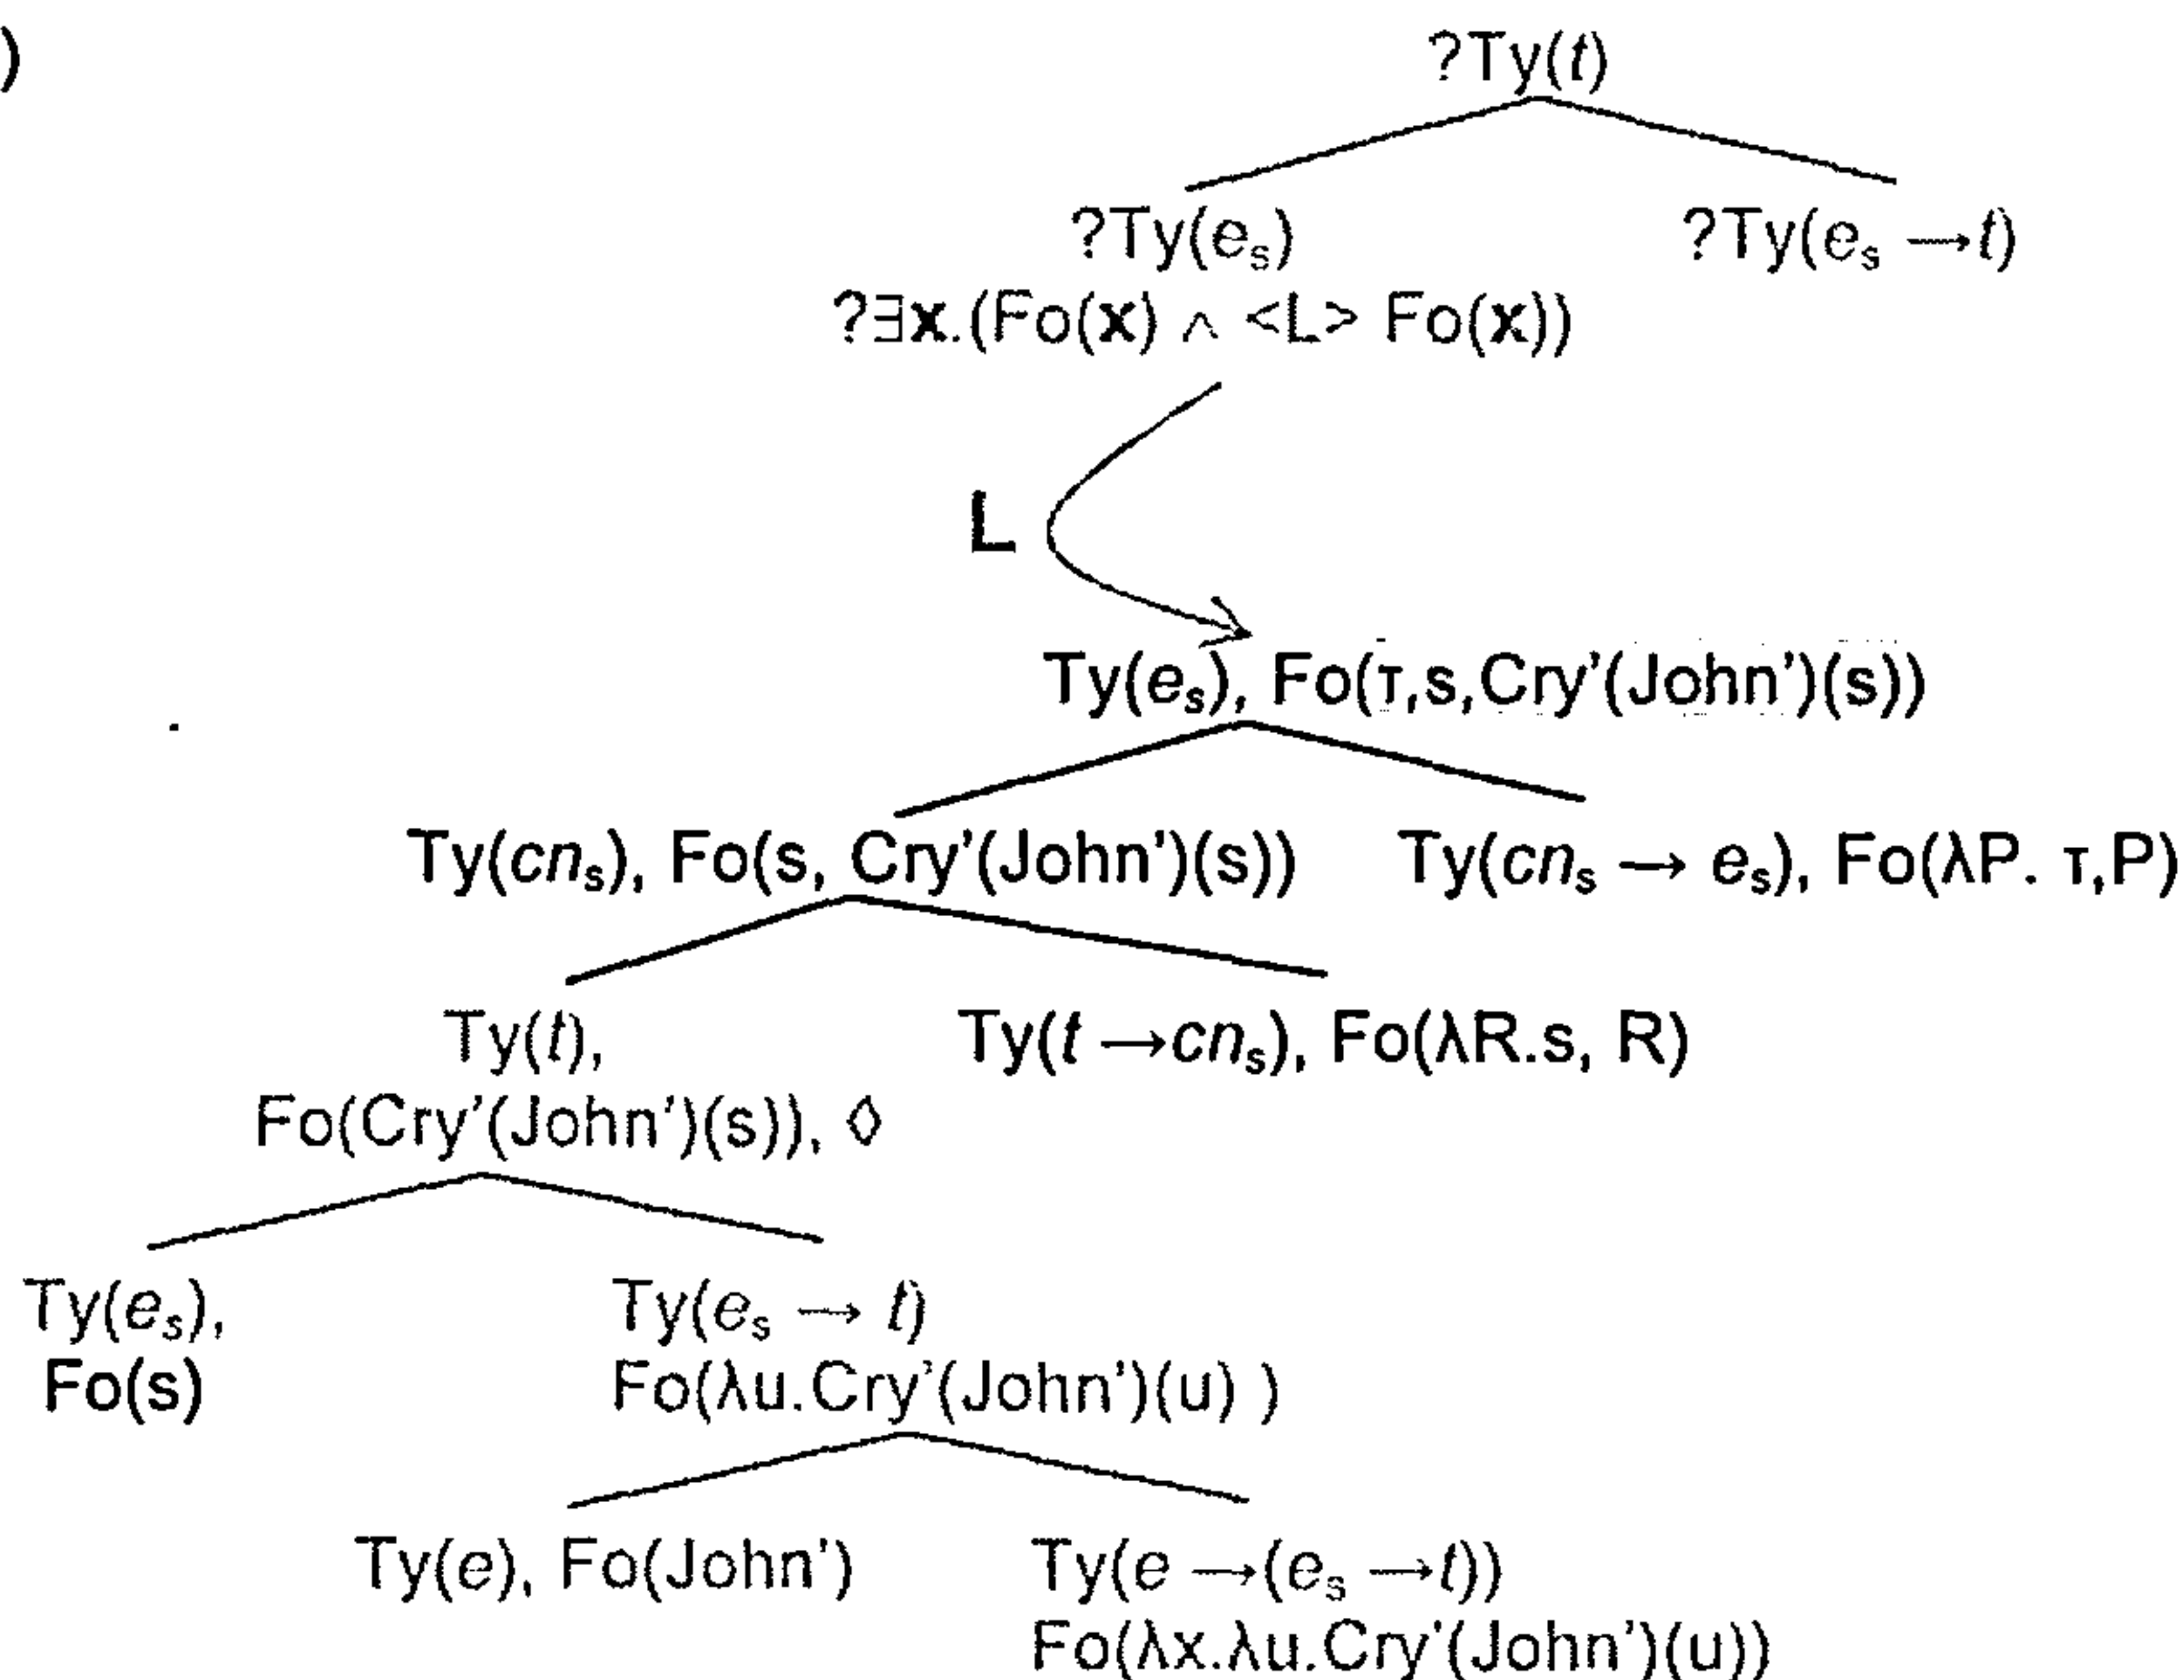 )
?Ty(t)
?Ty(eₛ) ?Ty(eₛ → t)
?∃x.(Fo(x) ∧ <L> Fo(x))
L
Ty(eₛ), Fo(τ,s,Cry’(John’)(s))
Ty(cnₛ), Fo(s, Cry’(John’)(s)) Ty(cnₛ → eₛ), Fo(λP. τ,P)
Ty(t), Ty(t → cnₛ), Fo(λR.s, R)
Fo(Cry’(John’)(s)), ◊
Ty(eₛ), Ty(eₛ → t)
Fo(s) Fo(λu.Cry’(John’)(u) )
Ty(e), Fo(John’) Ty(e → (eₛ → t))
Fo(λx.λu.Cry’(John’)(u))